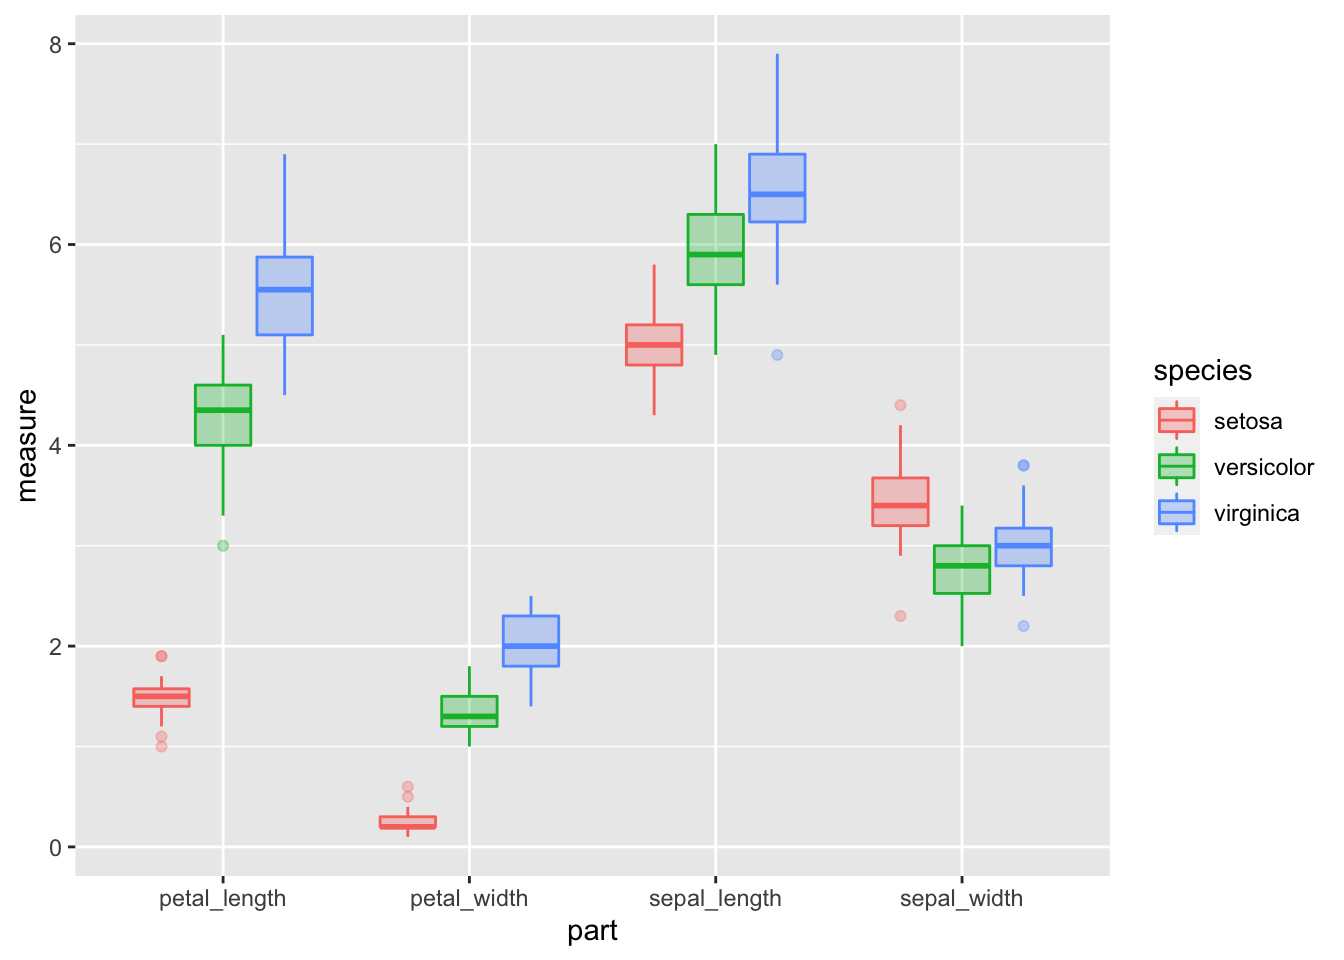 8
6
4
2
0
measure
petal_length petal_width sepal_length sepal_width
part
species
setosa
versicolor
virginica